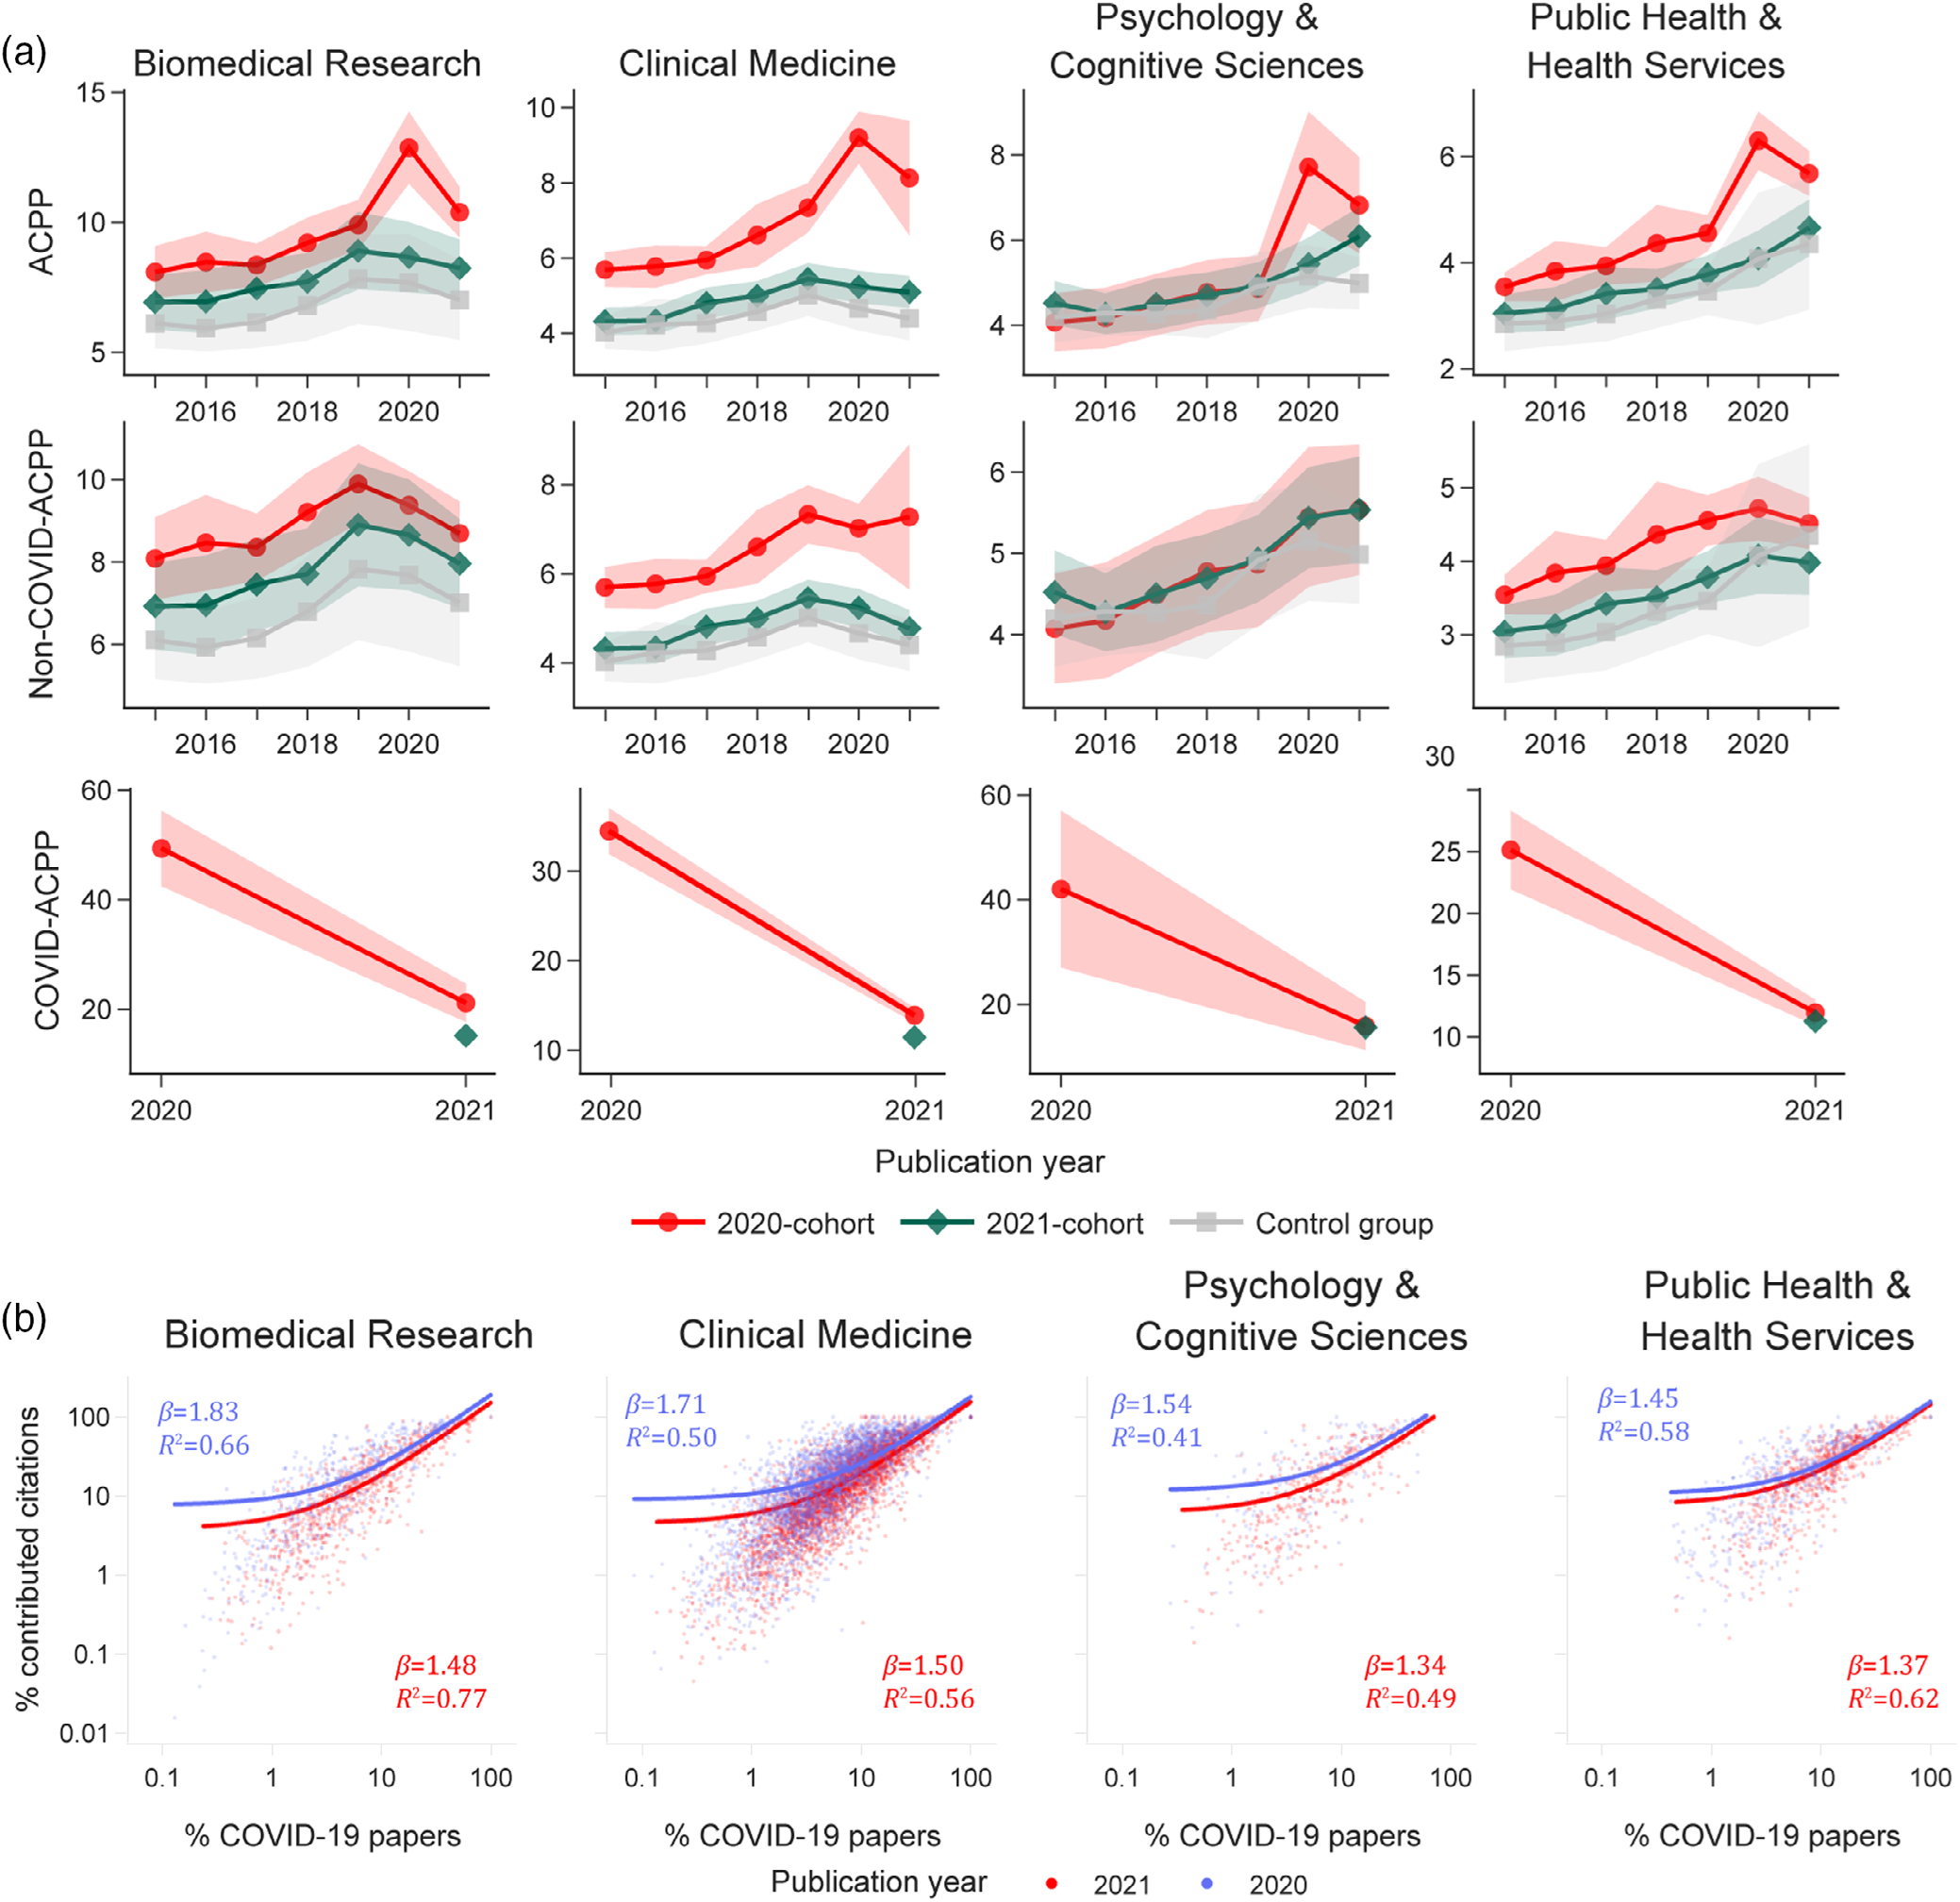 (a)
Biomedical Research
Clinical Medicine
Psychology &
Cognitive Sciences
Public Health &
Health Services
ACPP
15
10
5
10
8
6
4
8
6
4
6
4
2
2016 2018 2020
2016 2018 2020
2016 2018 2020
2016 2018 2020
Non-COVID-ACPP
10
8
6
8
6
4
6
5
4
5
4
3
2016 2018 2020
2016 2018 2020
2016 2018 2020
2016 2018 2020
COVID-ACPP
60
40
20
30
20
10
60
40
20
30
25
20
15
10
2020 2021
2020 2021
2020 2021
2020 2021
Publication year
2020-cohort 2021-cohort Control group
(b)
Biomedical Research
Clinical Medicine
Psychology &
Cognitive Sciences
Public Health &
Health Services
% contributed citations
100
10
1
0.1
0.01
β=1.83
R²=0.66
β=1.48
R²=0.77
β=1.71
R²=0.50
β=1.50
R²=0.56
β=1.54
R²=0.41
β=1.34
R²=0.49
β=1.45
R²=0.58
β=1.37
R²=0.62
0.1 1 10 100
0.1 1 10 100
0.1 1 10 100
0.1 1 10 100
% COVID-19 papers
% COVID-19 papers
% COVID-19 papers
% COVID-19 papers
Publication year 2021 2020